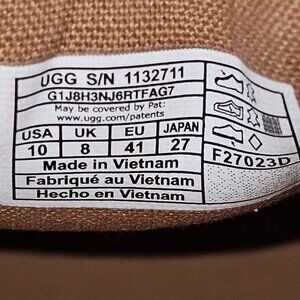 UGG S/N 1132711
G1J8H3NJ6RTFAG7
May be covered by Pat:
www.ugg.com/patents
USA UK EU JAPAN
10 8 41 27
F27023D
Made in Vietnam
Fabriqué au Vietnam
Hecho en Vietnam